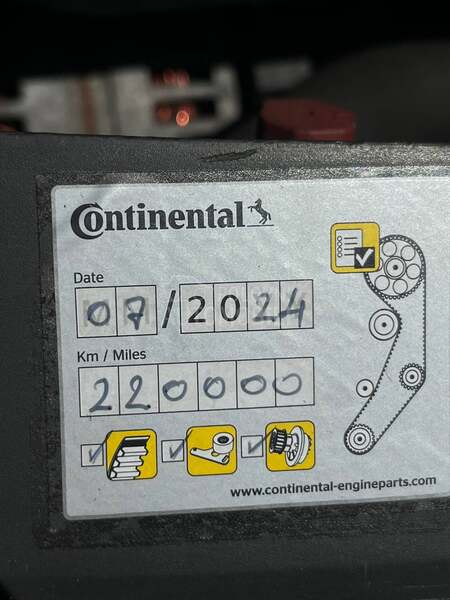 Continental
Date
07/2024
Km / Miles
220000
www.continental-engineparts.com